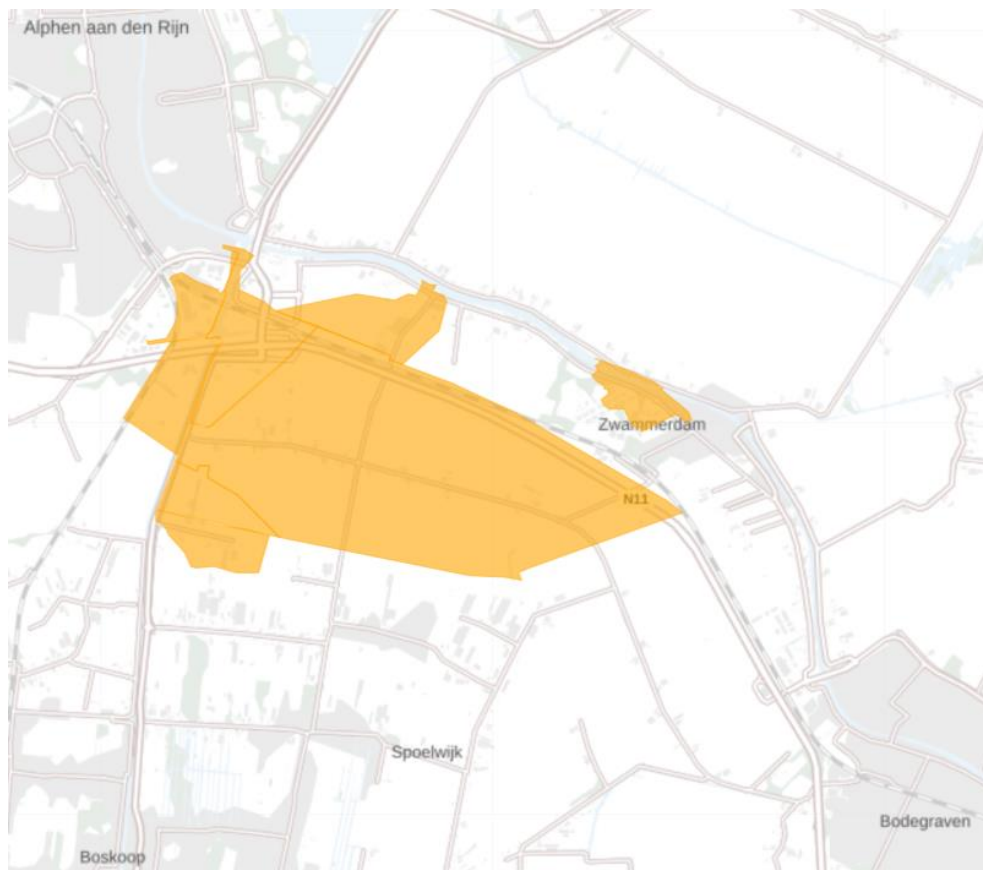 Alphen aan den Rijn
Zwammerdam
N11
Spoelwijk
Bodegraven
Boskoop